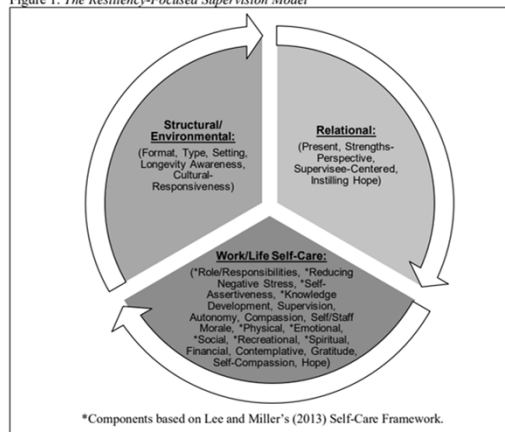 Figure 1. The Resiliency-Focused Supervision Model
Structural/
Environmental:
(Format, Type, Setting,
Longevity Awareness,
Cultural-
Responsiveness)
Relational:
(Present, Strengths-
Perspective,
Supervisee-Centered,
Instilling Hope)
Work/Life Self-Care:
(*Role/Responsibilities, *Reducing
Negative Stress, *Self-
Assertiveness, *Knowledge
Development, Supervision,
Autonomy, Compassion, Self/Staff
Morale, *Physical, *Emotional,
*Social, *Recreational, *Spiritual,
Financial, Contemplative, Gratitude,
Self-Compassion, Hope)
*Components based on Lee and Miller's (2013) Self-Care Framework.